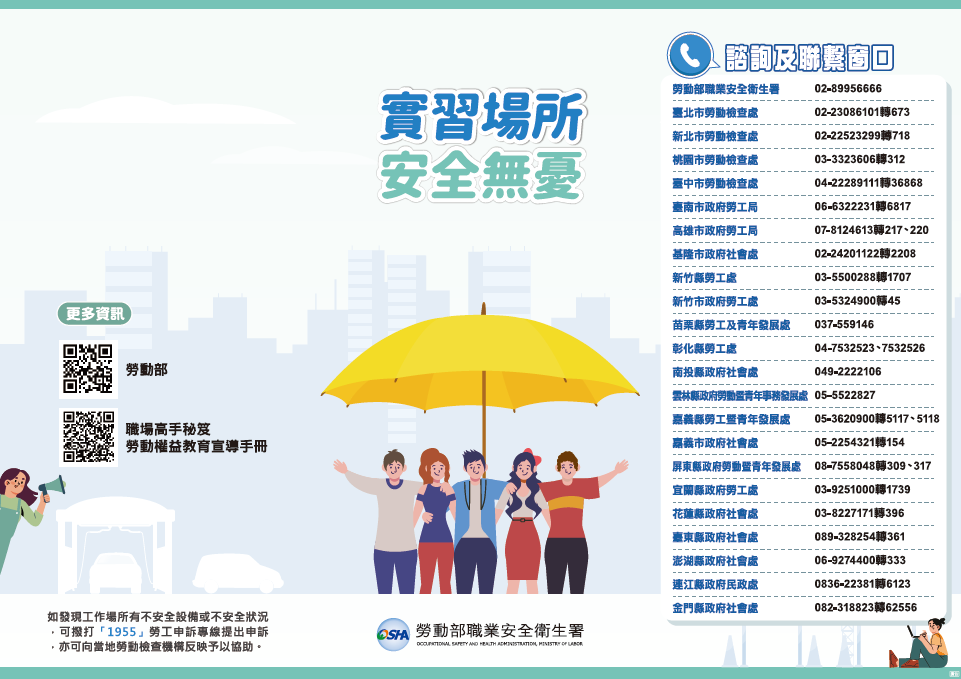 實習場所
安全無憂
更多資訊
勞動部
職場高手秘笈
勞動權益教育宣導手冊
如發現工作場所有不安全設備或不安全狀況
，可撥打「1955」勞工申訴專線提出申訴
，亦可向當地勞動檢查機構反映予以協助。
OSHA 勞動部職業安全衛生署
OCCUPATIONAL SAFETY AND HEALTH ADMINISTRATION, MINISTRY OF LABOR
諮詢及聯繫窗口
勞動部職業安全衛生署 02-89956666
臺北市勞動檢查處 02-23086101轉673
新北市勞動檢查處 02-22523299轉718
桃園市勞動檢查處 03-3323606轉312
臺中市勞動檢查處 04-22289111轉36868
臺南市政府勞工局 06-6322231轉6817
高雄市政府勞工局 07-8124613轉217、220
基隆市政府社會處 02-24201122轉2208
新竹縣勞工處 03-5500288轉1707
新竹市政府勞工處 03-5324900轉45
苗栗縣勞工及青年發展處 037-559146
彰化縣勞工處 04-7532523、7532526
南投縣政府社會處 049-2222106
雲林縣政府勞動暨青年事務發展處 05-5522827
嘉義縣勞工暨青年發展處 05-3620900轉5117、5118
嘉義市政府社會處 05-2254321轉154
屏東縣政府勞動暨青年發展處 08-7558048轉309、317
宜蘭縣政府勞工處 03-9251000轉1739
花蓮縣政府社會處 03-8227171轉396
臺東縣政府社會處 089-328254轉361
澎湖縣政府社會處 06-9274400轉333
連江縣政府民政處 0836-22381轉6123
金門縣政府社會處 082-318823轉62556